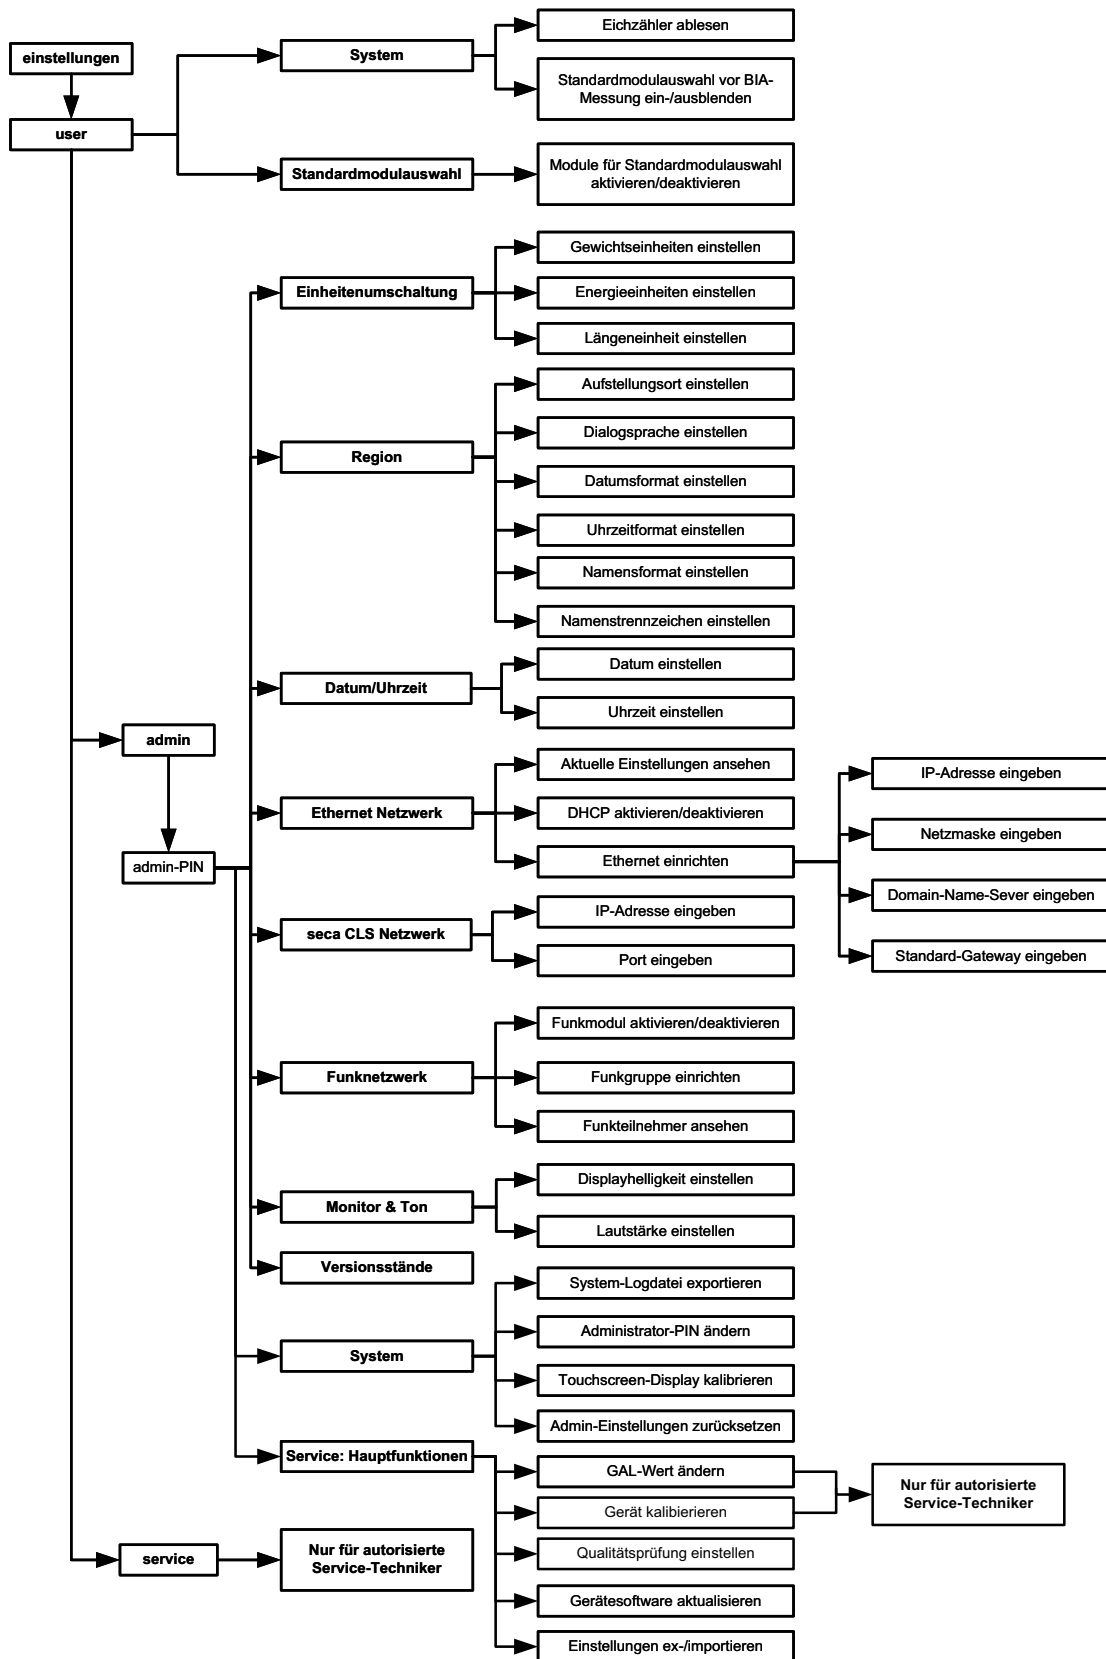 einstellungen
user
System
Eichzähler ablesen
Standardmodulauswahl vor BIA-
Messung ein-/ausblenden
Standardmodulauswahl
Module für Standardmodulauswahl
aktivieren/deaktivieren
Einheitenumschaltung
Gewichtseinheiten einstellen
Energieeinheiten einstellen
Längeneinheit einstellen
Region
Aufstellungsort einstellen
Dialogsprache einstellen
Datumsformat einstellen
Uhrzeitformat einstellen
Namensformat einstellen
Namenstrennzeichen einstellen
Datum/Uhrzeit
Datum einstellen
Uhrzeit einstellen
admin
admin-PIN
Ethernet Netzwerk
Aktuelle Einstellungen ansehen
DHCP aktivieren/deaktivieren
Ethernet einrichten
IP-Adresse eingeben
Netzmaske eingeben
Domain-Name-Sever eingeben
Standard-Gateway eingeben
seca CLS Netzwerk
IP-Adresse eingeben
Port eingeben
Funknetzwerk
Funkmodul aktivieren/deaktivieren
Funkgruppe einrichten
Funkteilnehmer ansehen
Monitor & Ton
Displayhelligkeit einstellen
Lautstärke einstellen
Versionsstände
System
System-Logdatei exportieren
Administrator-PIN ändern
Touchscreen-Display kalibrieren
Admin-Einstellungen zurücksetzen
Service: Hauptfunktionen
GAL-Wert ändern
Gerät kalibierieren
Nur für autorisierte
Service-Techniker
Qualitätsprüfung einstellen
Gerätesoftware aktualisieren
Einstellungen ex-/importieren
service
Nur für autorisierte
Service-Techniker